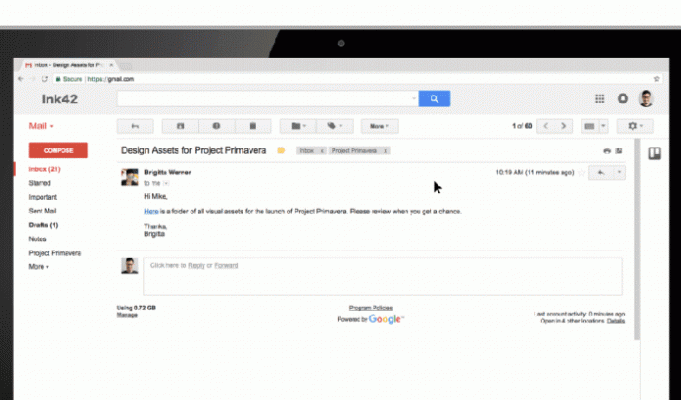 Inbox - Design Assets for P
Secure https://gmail.com
Ink42
Mail
More
1 of 60
COMPOSE
Design Assets for Project Primavera
Inbox x
Project Primavera x
Inbox (21)
Starred
Important
Sent Mail
Drafts (1)
Notes
Project Primavera
More
Brigitta Werner
10:19 AM (11 minutes ago)
to me
Hi Mike,
Here is a folder of all visual assets for the launch of Project Primavera. Please review when you get a chance.
Thanks,
Brigitta
Click here to Reply or Forward
Using 0.72 GB
Manage
Program Policies
Powered by Google
Last account activity: 0 minutes ago
Open in 4 other locations Details